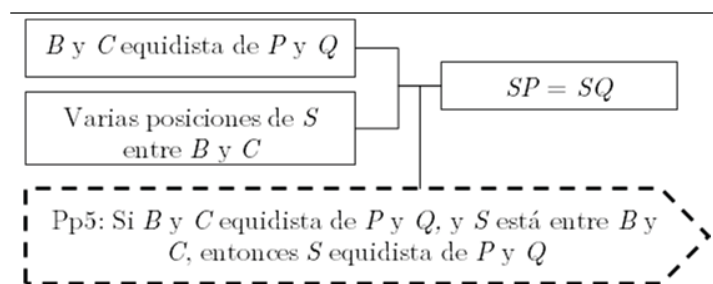 B y C equidista de P y Q
Varias posiciones de S
entre B y C
SP = SQ
Pp5: Si B y C equidista de P y Q, y S está entre B y
C, entonces S equidista de P y Q